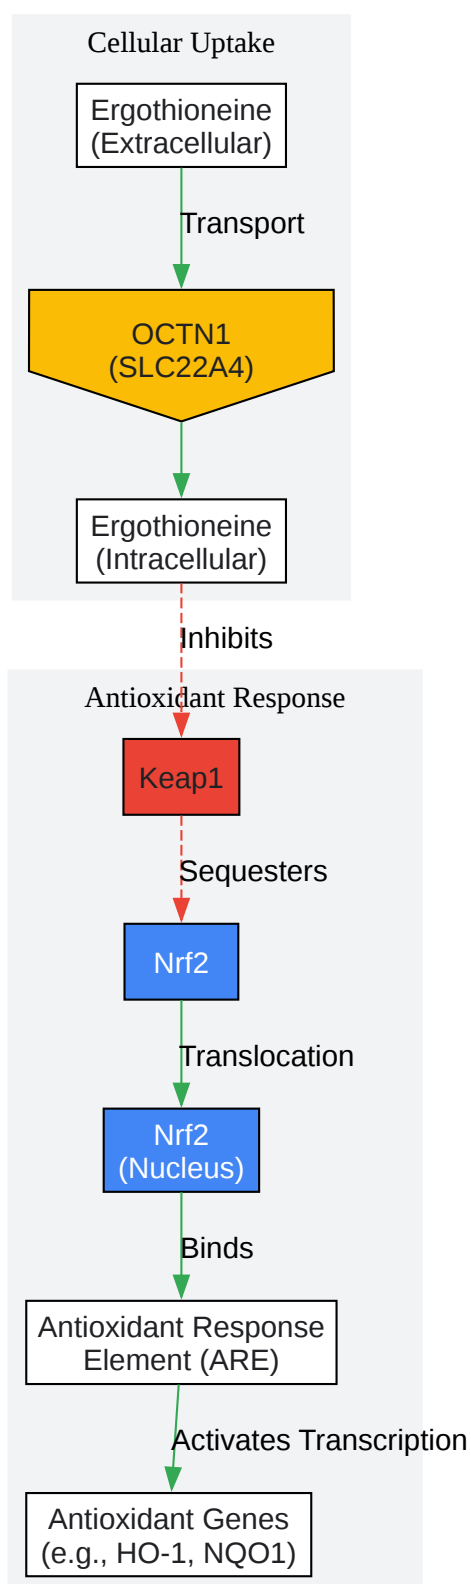 Cellular Uptake
Ergothioneine
(Extracellular)
Transport
OCTN1
(SLC22A4)
Ergothioneine
(Intracellular)
Inhibits
Antioxidant Response
Keap1
Sequesters
Nrf2
Translocation
Nrf2
(Nucleus)
Binds
Antioxidant Response
Element (ARE)
Activates Transcription
Antioxidant Genes
(e.g., HO-1, NQO1)